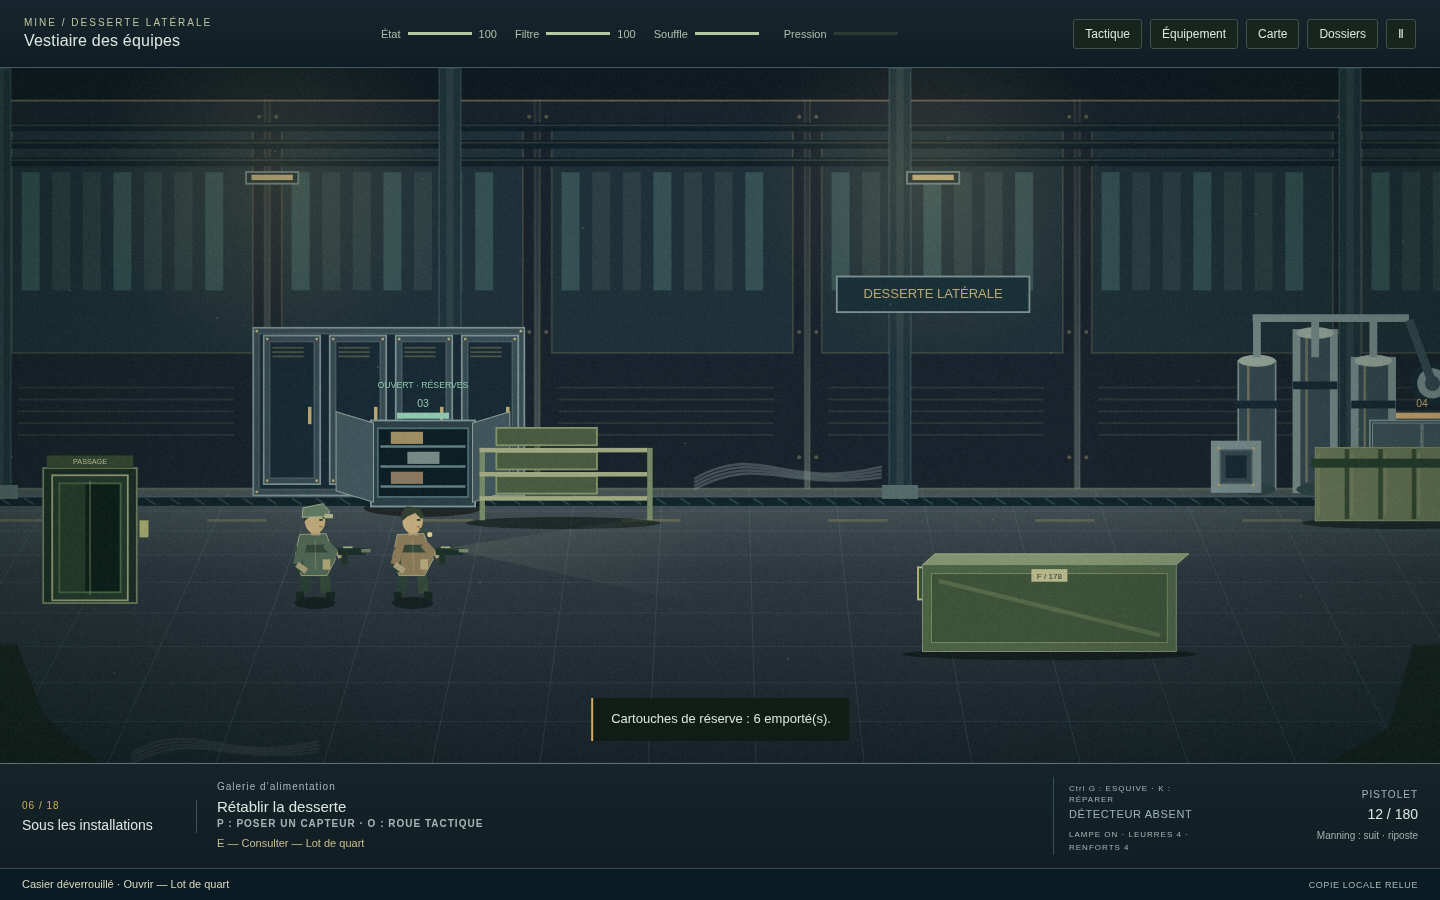 MINE / DESSERTE LATÉRALE
Vestiaire des équipes
État 100 Filtre 100 Souffle Pression
Tactique Équipement Carte Dossiers II
DESSERTE LATÉRALE
OUVERT · RÉSERVES
03
04
PASSAGE
F / 178
Cartouches de réserve : 6 emporté(s).
06 / 18
Sous les installations
Galerie d'alimentation
Rétablir la desserte
P : POSER UN CAPTEUR · O : ROUE TACTIQUE
E — Consulter — Lot de quart
Ctrl G : ESQUIVE · K :
RÉPARER
DÉTECTEUR ABSENT
LAMPE ON · LEURRES 4 ·
RENFORTS 4
PISTOLET
12 / 180
Manning : suit · riposte
Casier déverrouillé · Ouvrir — Lot de quart
COPIE LOCALE RELUE